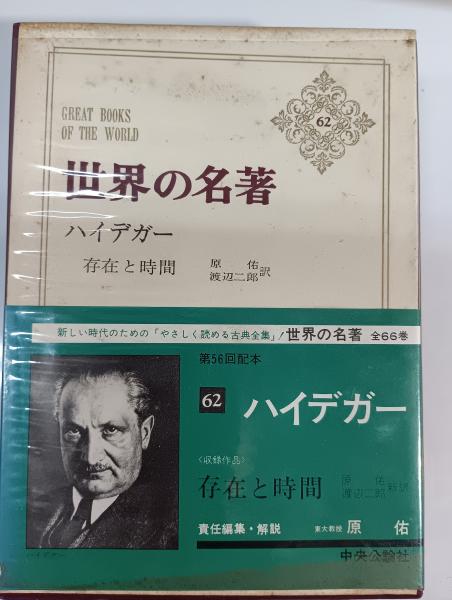 GREAT BOOKS
OF THE WORLD
62
世界の名著
ハイデガー
存在と時間
原 佑
渡辺二郎 訳
新しい時代のための「やさしく読める古典全集」! 世界の名著 全66巻
第56回配本
62 ハイデガー
〈収録作品〉
存在と時間
原 佑
渡辺二郎 新訳
責任編集・解説 東大教授 原 佑
ハイデガー
中央公論社